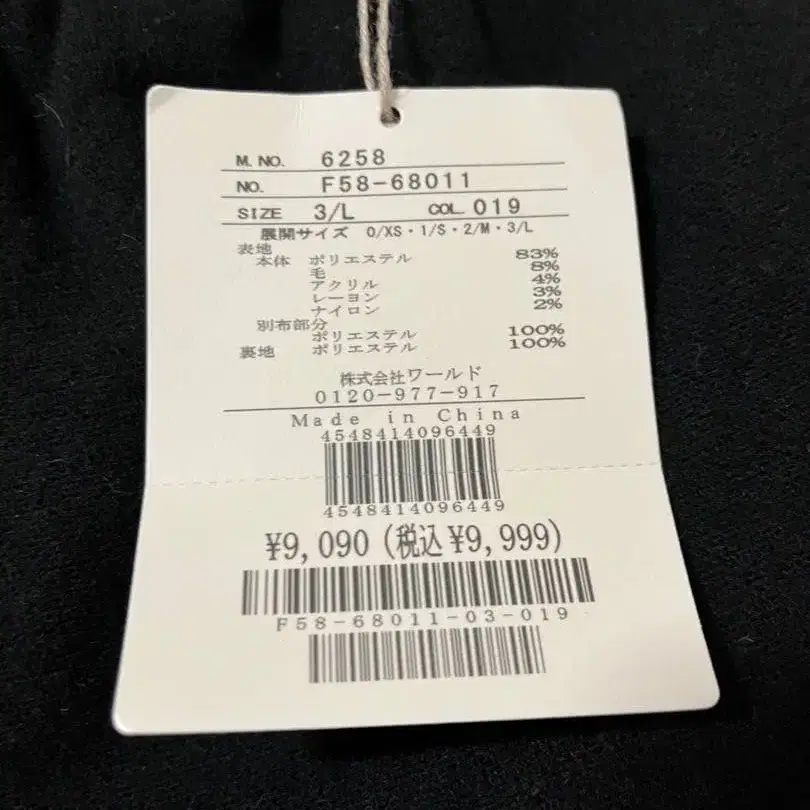 M. NO. 6258
NO. F58-68011
SIZE 3/L COL. 019
展開サイズ 0/XS・1/S・2/M・3/L
表地
本体 ポリエステル 83%
毛 8%
アクリル 4%
レーヨン 3%
ナイロン 2%
別布部分
ポリエステル 100%
裏地 ポリエステル 100%
株式会社ワールド
0120-977-917
Made in China
4548414096449
4548414096449
¥9,090 (税込¥9,999)
F58-68011-03-019